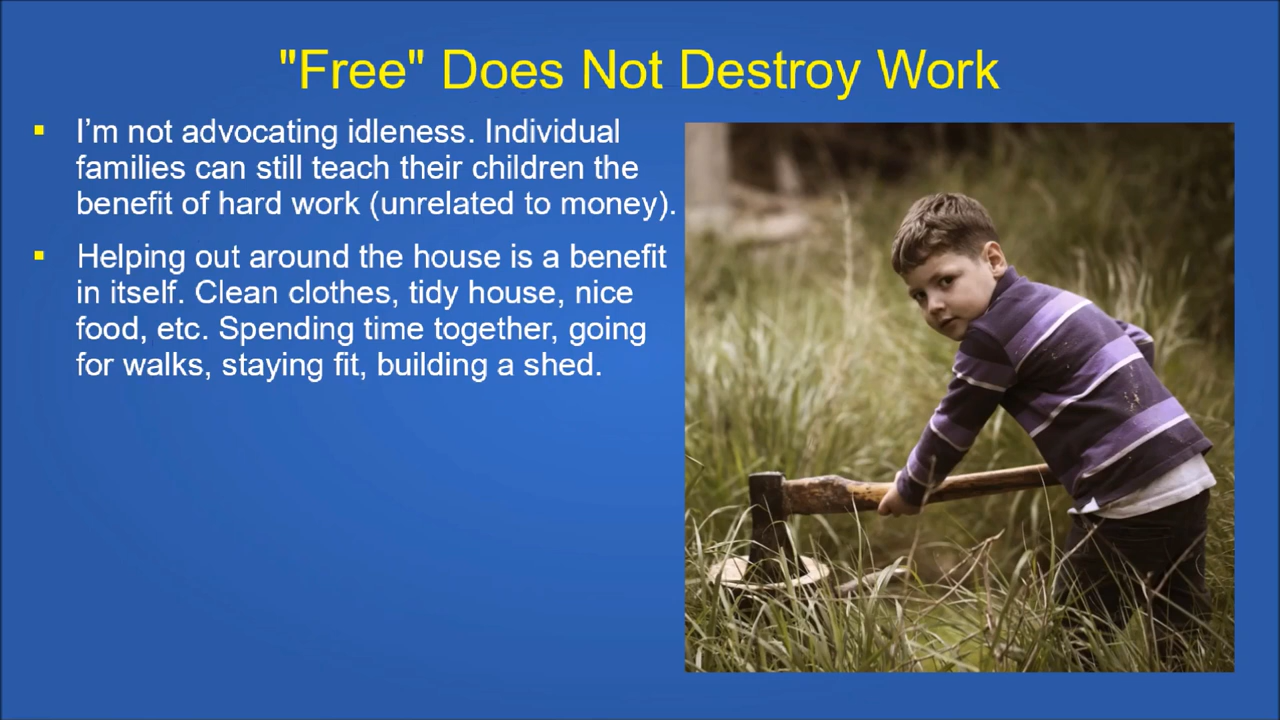 "Free" Does Not Destroy Work
▪ I’m not advocating idleness. Individual
families can still teach their children the
benefit of hard work (unrelated to money).
▪ Helping out around the house is a benefit
in itself. Clean clothes, tidy house, nice
food, etc. Spending time together, going
for walks, staying fit, building a shed.